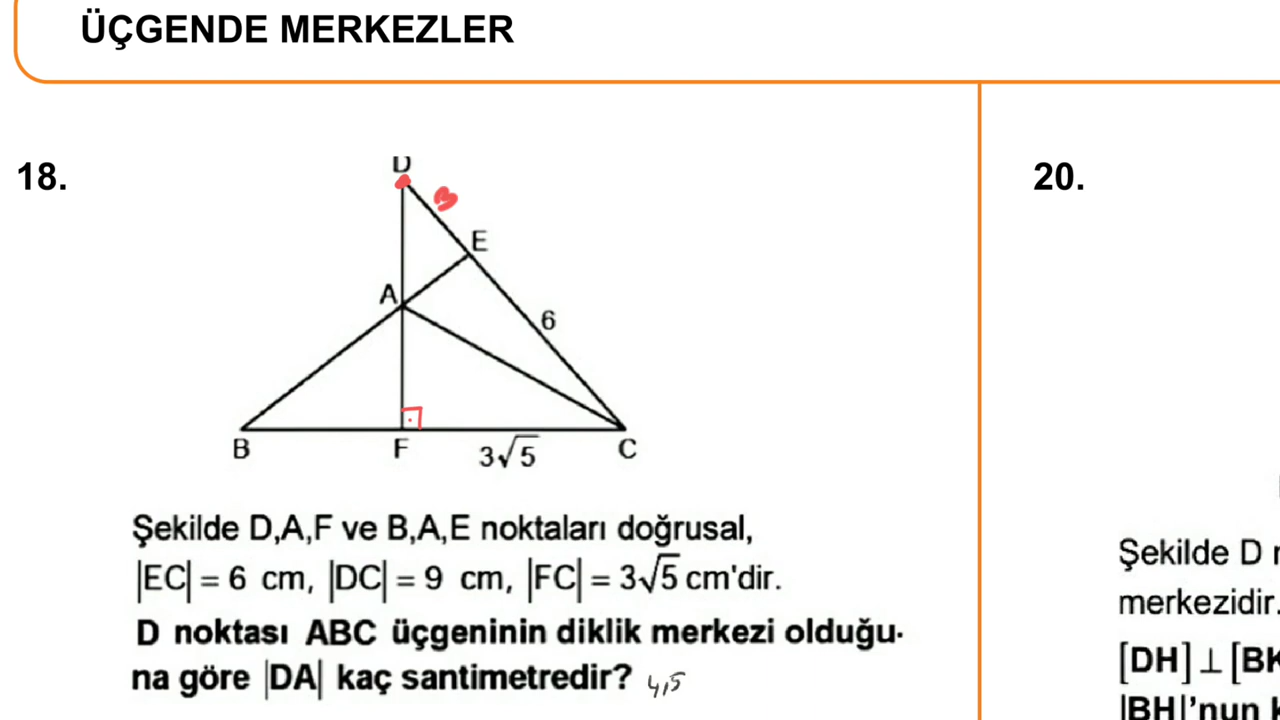 ÜÇGENDE MERKEZLER
18.
20.
D
3
E
A
6
B
F
3√5
C
Şekilde D,A,F ve B,A,E noktaları doğrusal,
|EC| = 6 cm, |DC| = 9 cm, |FC| = 3√5 cm'dir.
D noktası ABC üçgeninin diklik merkezi olduğu-
na göre |DA| kaç santimetredir? 4,5
Şekilde D
merkezidir.
[DH] ⊥ [BK
|BH|'nun